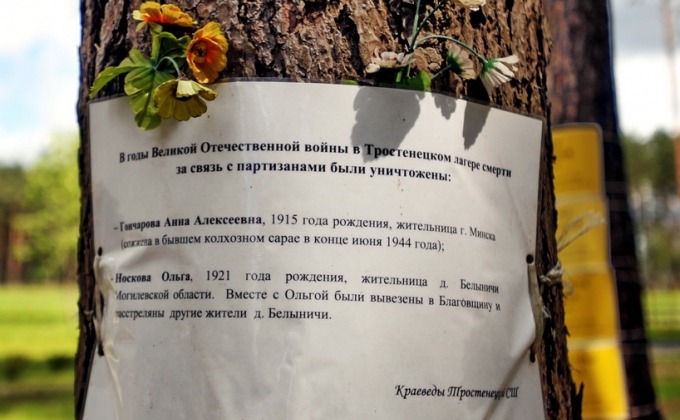 В годы Великой Отечественной войны в Тростенецком лагере смерти
за связь с партизанами были уничтожены:
– Гончарова Анна Алексеевна, 1915 года рождения, жительница г. Минска
(сожжена в бывшем колхозном сарае в конце июня 1944 года);
- Носкова Ольга, 1921 года рождения, жительница д. Белыничи
Могилевской области. Вместе с Ольгой были вывезены в Благовщину и
расстреляны другие жители д. Белыничи.
Краеведы Тростенецкой СШ